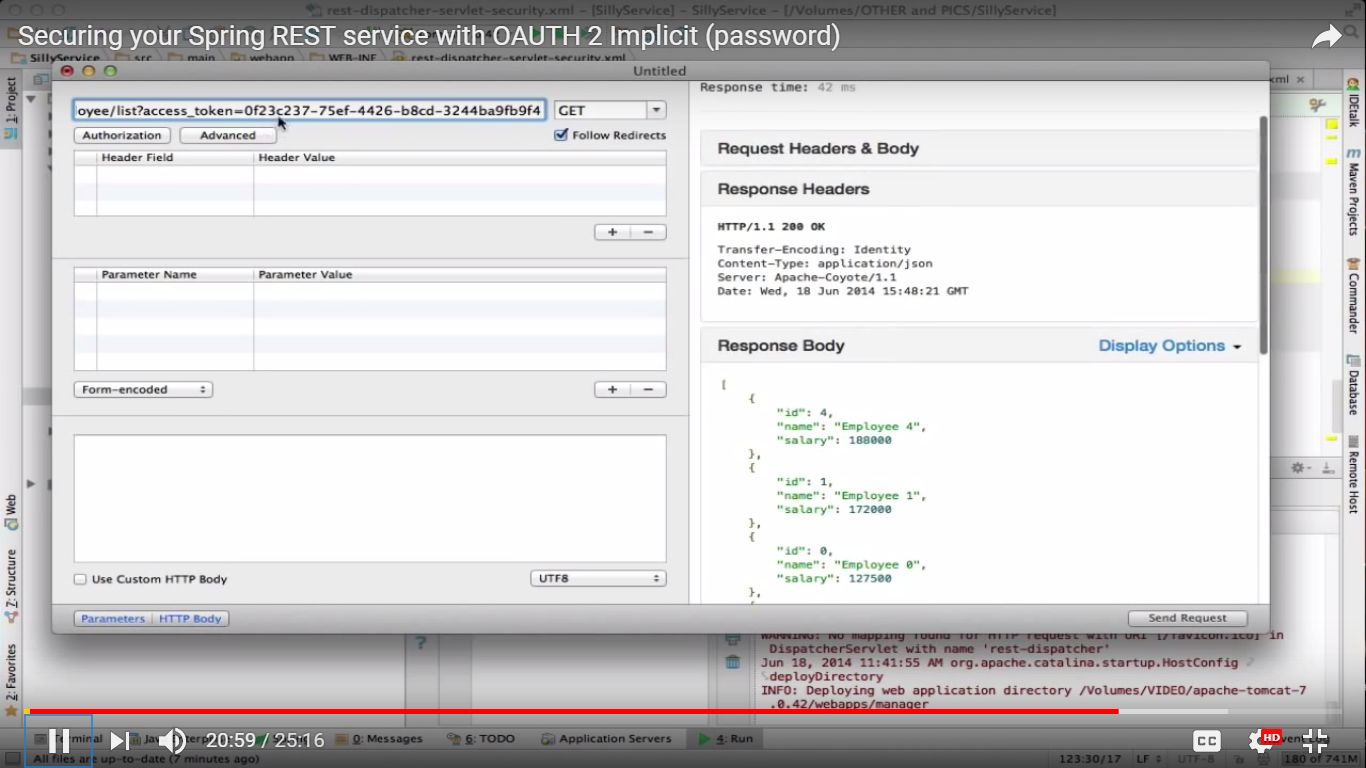 rest-dispatcher-servlet-security.xml - [SillyService] - SillyService - [/Volumes/OTHER and PICS/SillyService]
Securing your Spring REST service with OAUTH 2 Implicit (password)
SillyService src main webapp WEB-INF rest-dispatcher-servlet-security.xml
Untitled
xml
1: Project
oyee/list?access_token=0f23c237-75ef-4426-b8cd-3244ba9fb9f4
GET
Authorization
Advanced
Follow Redirects
Header Field
Header Value
+
−
Parameter Name
Parameter Value
Form-encoded
+
−
Use Custom HTTP Body
UTF8
Parameters
HTTP Body
Response time: 42 ms
Request Headers & Body
Response Headers
HTTP/1.1 200 OK
Transfer-Encoding: Identity
Content-Type: application/json
Server: Apache-Coyote/1.1
Date: Wed, 18 Jun 2014 15:48:21 GMT
Response Body
Display Options
[
{
"id": 4,
"name": "Employee 4",
"salary": 188000
},
{
"id": 1,
"name": "Employee 1",
"salary": 172000
},
{
"id": 0,
"name": "Employee 0",
"salary": 127500
},
Send Request
IDEtalk
m Maven Projects
Commander
Database
Remote Host
Web
Z: Structure
2: Favorites
?
WARNING: No mapping found for HTTP request with URI [/favicon.ico] in
DispatcherServlet with name 'rest-dispatcher'
Jun 18, 2014 11:41:55 AM org.apache.catalina.startup.HostConfig
deployDirectory
INFO: Deploying web application directory /Volumes/VIDEO/apache-tomcat-7
.0.42/webapps/manager
20:59 / 25:16
0: Messages
6: TODO
Application Servers
4: Run
CC
HD
All files are up-to-date (7 minutes ago)
123:30/17
LF
UTF-8
180 of 741M